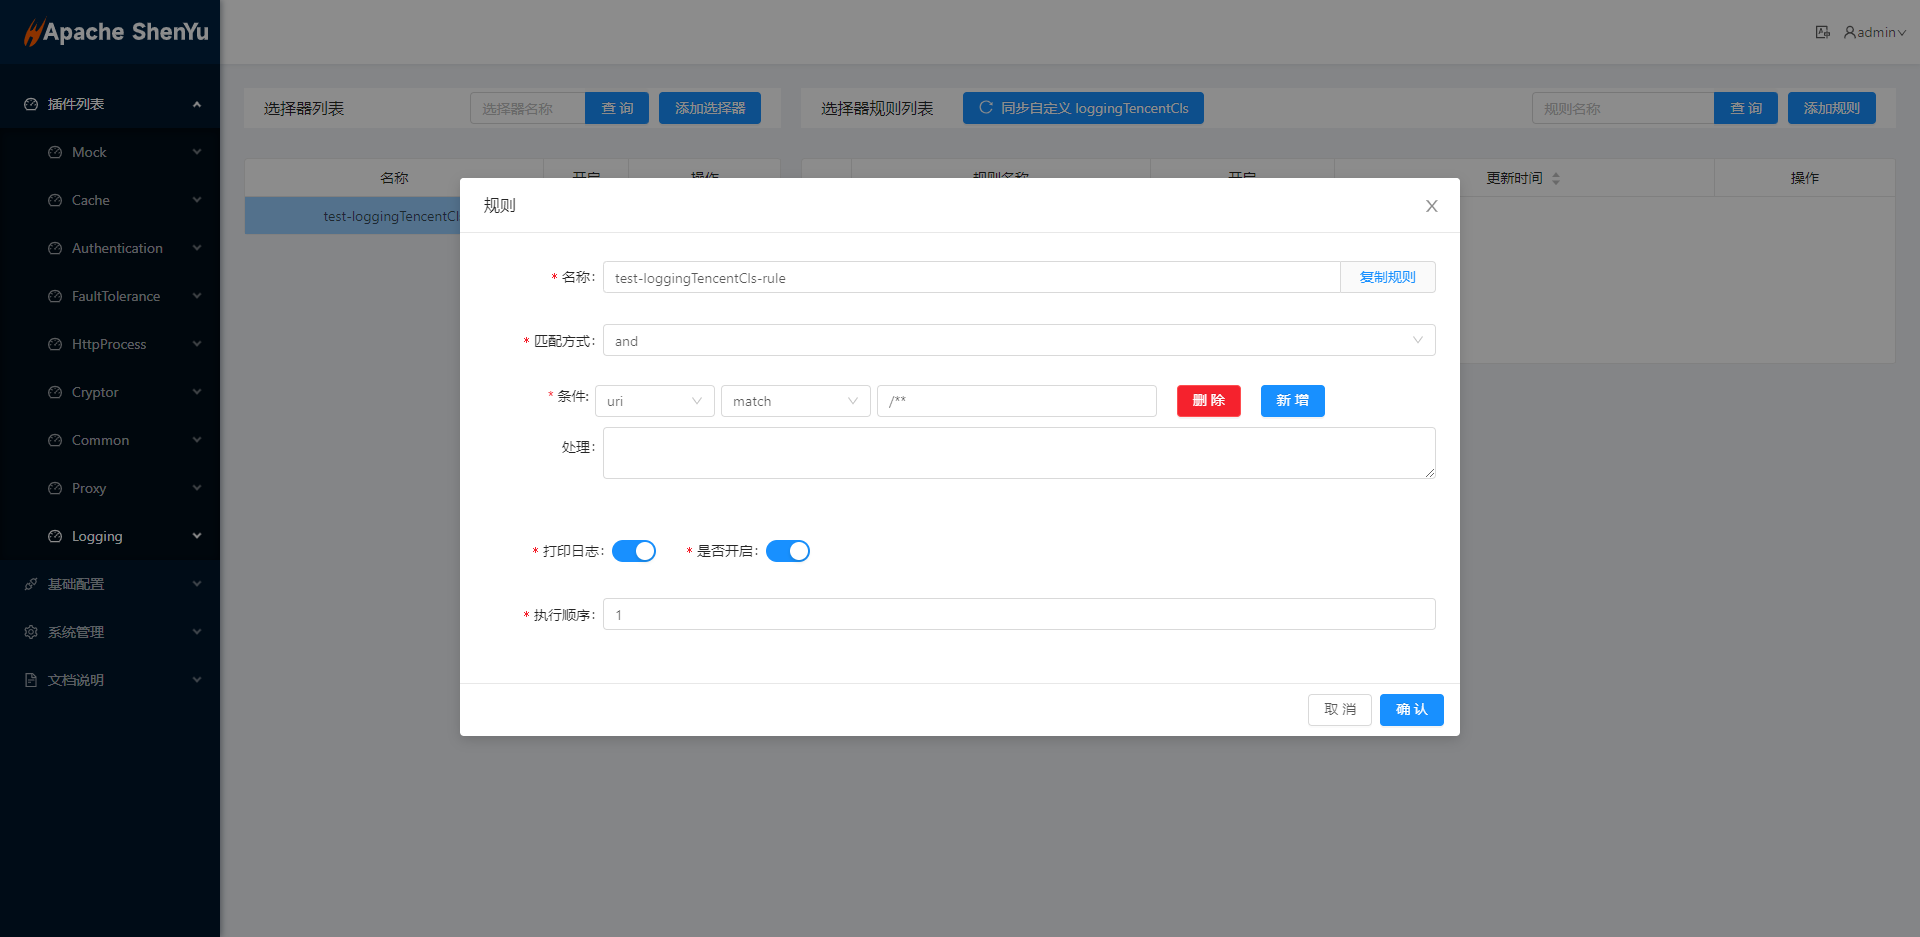 Apache ShenYu
admin
插件列表
Mock
Cache
Authentication
FaultTolerance
HttpProcess
Cryptor
Common
Proxy
Logging
基础配置
系统管理
文档说明
选择器列表
选择器名称
查 询
添加选择器
选择器规则列表
同步自定义 loggingTencentCls
规则名称
查 询
添加规则
名称
开启
操作
test-loggingTencentCl
规则名称
开启
更新时间
操作
规则
* 名称:
test-loggingTencentCls-rule
复制规则
* 匹配方式:
and
* 条件:
uri
match
/**
删 除
新 增
处理:
* 打印日志:
* 是否开启:
* 执行顺序:
1
取 消
确 认